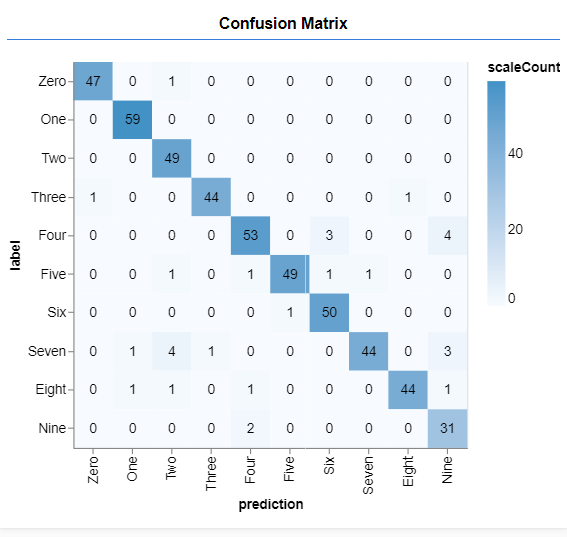 Confusion Matrix
scaleCount
40
20
0
label
Zero 47 0 1 0 0 0 0 0 0 0
One 0 59 0 0 0 0 0 0 0 0
Two 0 0 49 0 0 0 0 0 0 0
Three 1 0 0 44 0 0 0 0 1 0
Four 0 0 0 0 53 0 3 0 0 4
Five 0 0 1 0 1 49 1 1 0 0
Six 0 0 0 0 0 1 50 0 0 0
Seven 0 1 4 1 0 0 0 44 0 3
Eight 0 1 1 0 1 0 0 0 44 1
Nine 0 0 0 0 2 0 0 0 0 31
Zero One Two Three Four Five Six Seven Eight Nine
prediction